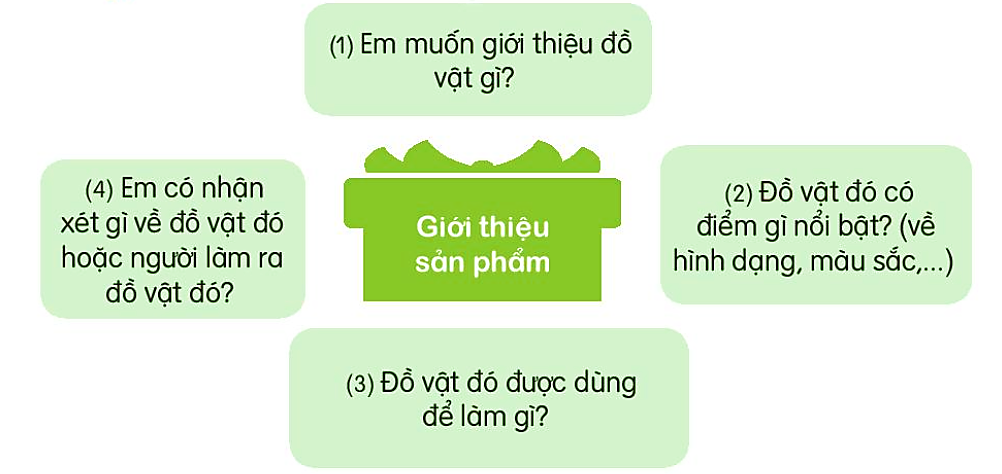 (1) Em muốn giới thiệu đồ
vật gì?
Giới thiệu
sản phẩm
(2) Đồ vật đó có
điểm gì nổi bật? (về
hình dạng, màu sắc,...)
(3) Đồ vật đó được dùng
để làm gì?
(4) Em có nhận
xét gì về đồ vật đó
hoặc người làm ra
đồ vật đó?